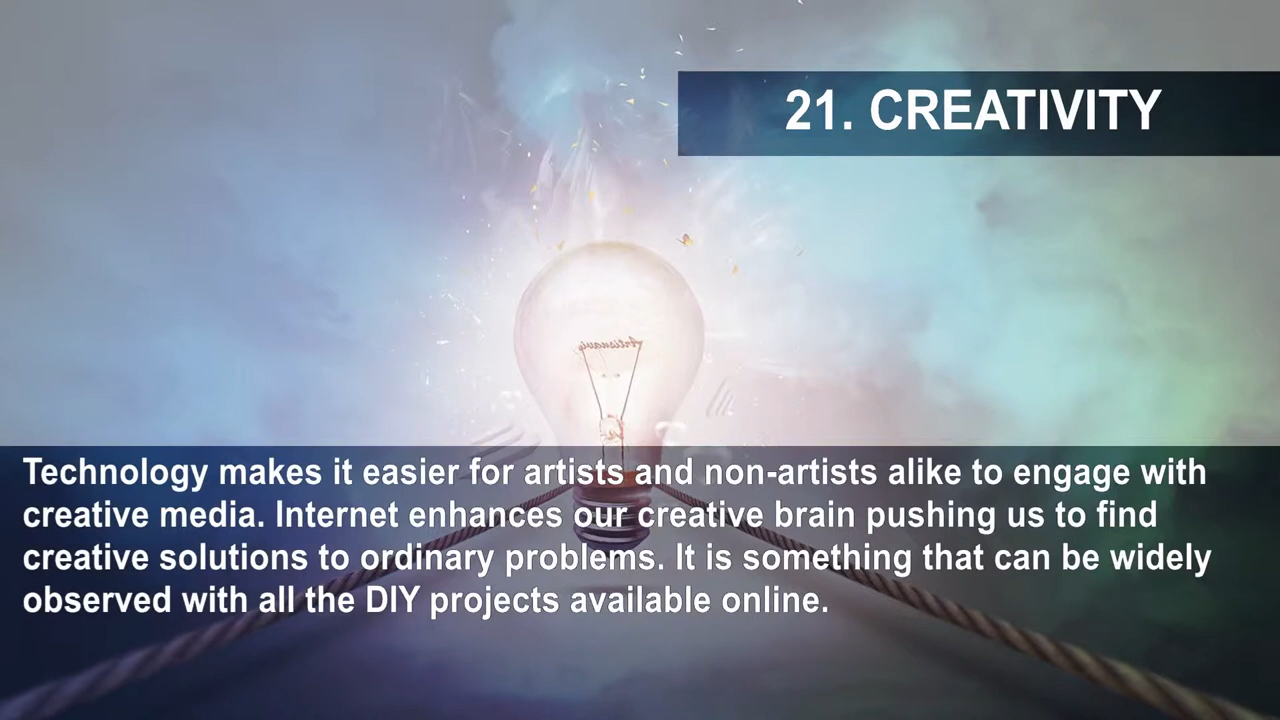 21. CREATIVITY
Technology makes it easier for artists and non-artists alike to engage with
creative media. Internet enhances our creative brain pushing us to find
creative solutions to ordinary problems. It is something that can be widely
observed with all the DIY projects available online.